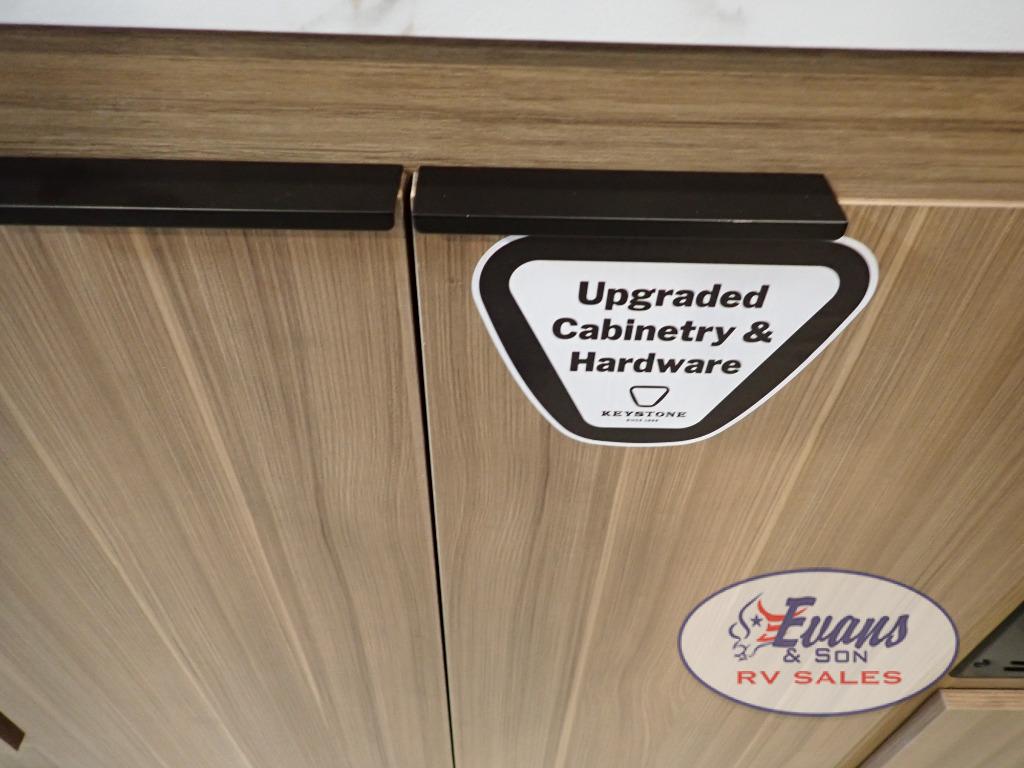 Upgraded
Cabinetry &
Hardware
KEYSTONE
Evans
& SON
RV SALES